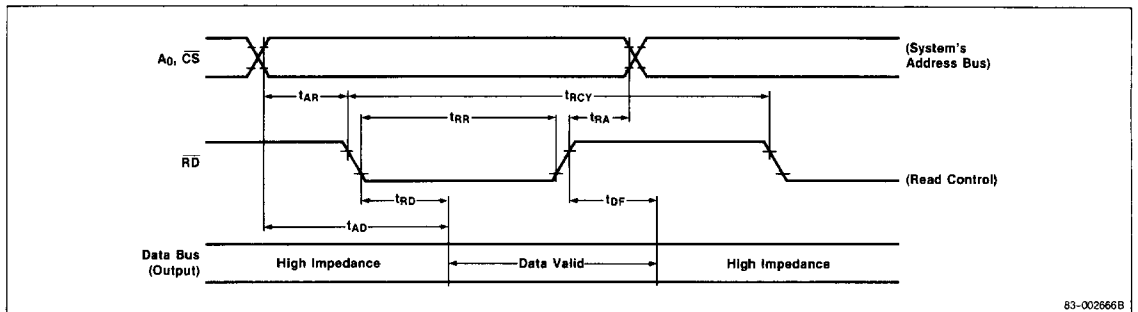 A0, CS
(System's
Address Bus)
tAR
tRCY
tRR
tRA
RD
(Read Control)
tRD
tDF
tAD
Data Bus
(Output)
High Impedance
Data Valid
High Impedance
83-002666B